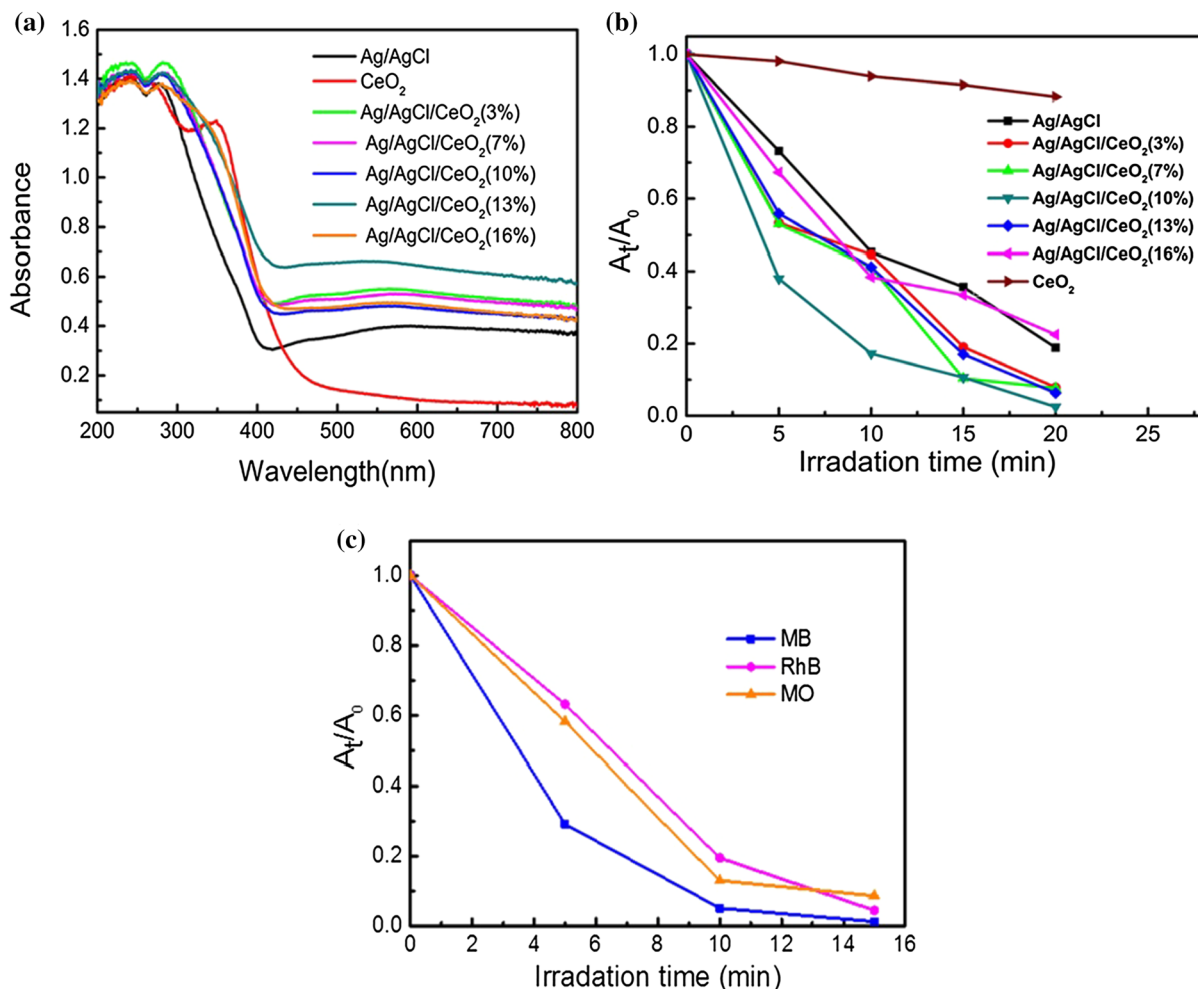 (a)
1.6
1.4
1.2
1.0
0.8
0.6
0.4
0.2
Absorbance
200 300 400 500 600 700 800
Wavelength(nm)
Ag/AgCl
CeO₂
Ag/AgCl/CeO₂(3%)
Ag/AgCl/CeO₂(7%)
Ag/AgCl/CeO₂(10%)
Ag/AgCl/CeO₂(13%)
Ag/AgCl/CeO₂(16%)
(b)
1.0
0.8
0.6
0.4
0.2
0.0
Aₜ/A₀
0 5 10 15 20 25
Irradation time (min)
Ag/AgCl
Ag/AgCl/CeO₂(3%)
Ag/AgCl/CeO₂(7%)
Ag/AgCl/CeO₂(10%)
Ag/AgCl/CeO₂(13%)
Ag/AgCl/CeO₂(16%)
CeO₂
(c)
1.0
0.8
0.6
0.4
0.2
0.0
Aₜ/A₀
0 2 4 6 8 10 12 14 16
Irradation time (min)
MB
RhB
MO